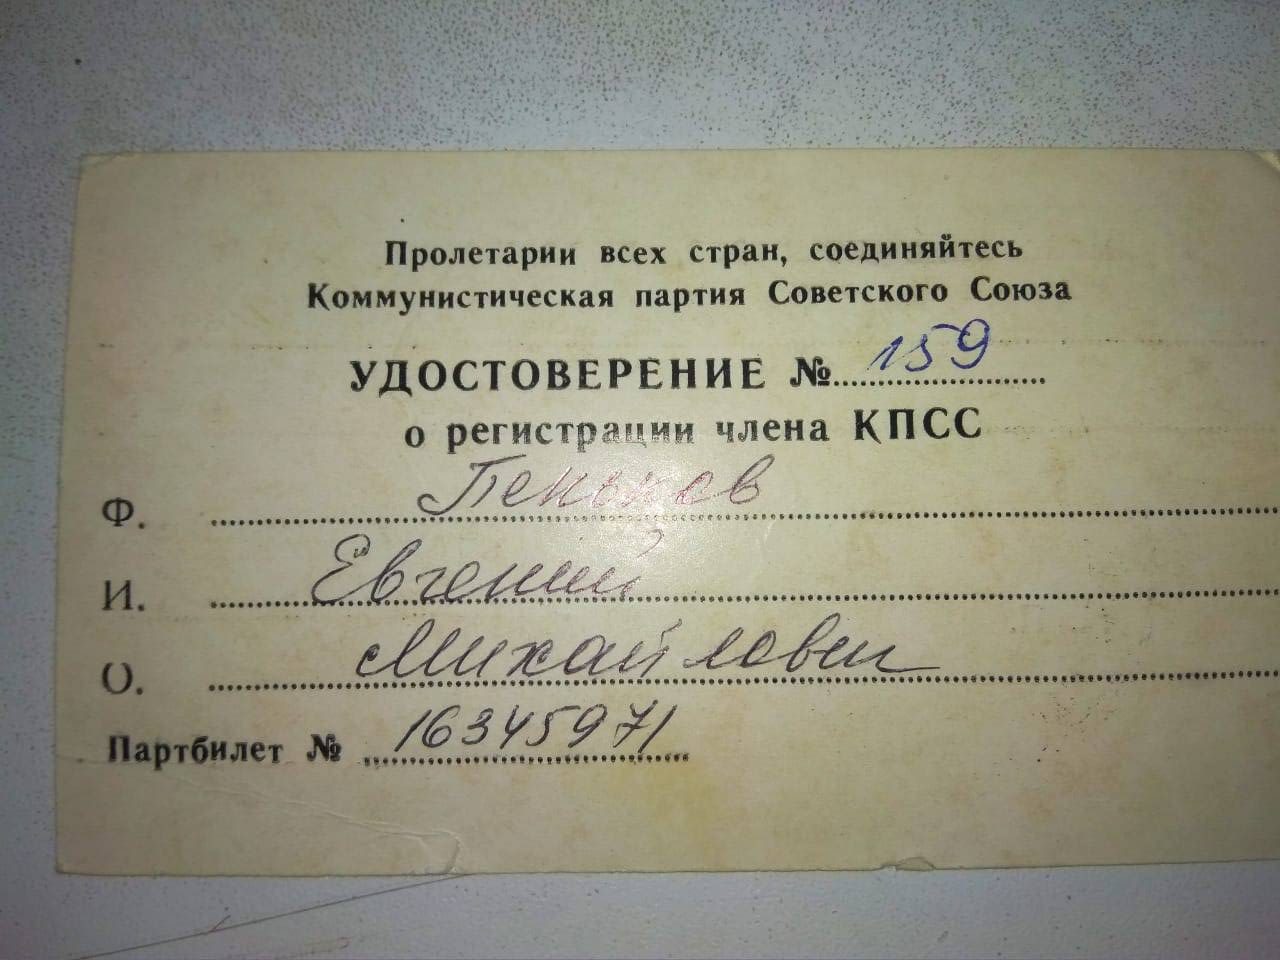 Пролетарии всех стран, соединяйтесь
Коммунистическая партия Советского Союза
УДОСТОВЕРЕНИЕ № 159
о регистрации члена КПСС
Ф. Пеньков
И. Евгений
О. Михайлович
Партбилет № 16345971